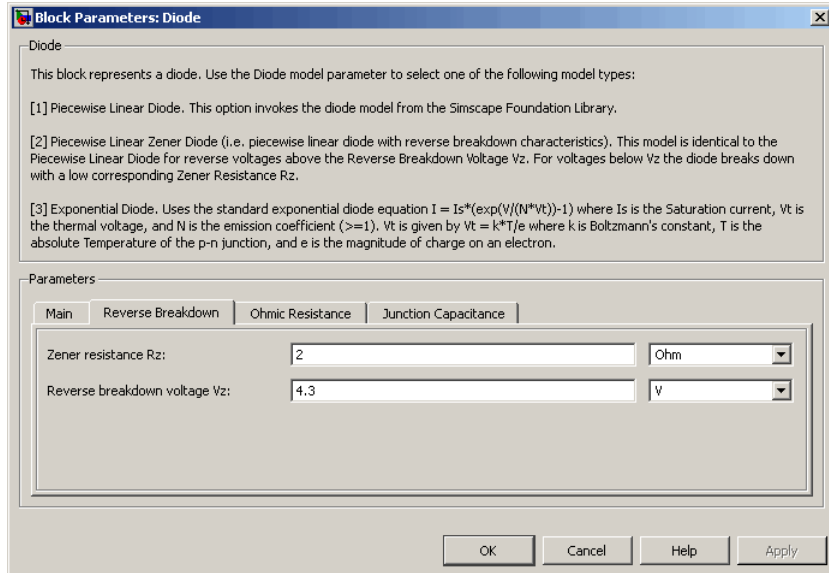 Block Parameters: Diode
Diode
This block represents a diode. Use the Diode model parameter to select one of the following model types:
[1] Piecewise Linear Diode. This option invokes the diode model from the Simscape Foundation Library.
[2] Piecewise Linear Zener Diode (i.e. piecewise linear diode with reverse breakdown characteristics). This model is identical to the
Piecewise Linear Diode for reverse voltages above the Reverse Breakdown Voltage Vz. For voltages below Vz the diode breaks down
with a low corresponding Zener Resistance Rz.
[3] Exponential Diode. Uses the standard exponential diode equation I = Is*(exp(V/(N*Vt))-1) where Is is the Saturation current, Vt is
the thermal voltage, and N is the emission coefficient (>=1). Vt is given by Vt = k*T/e where k is Boltzmann's constant, T is the
absolute Temperature of the p-n junction, and e is the magnitude of charge on an electron.
Parameters
Main Reverse Breakdown Ohmic Resistance Junction Capacitance
Zener resistance Rz: 2 Ohm
Reverse breakdown voltage Vz: 4.3 V
OK Cancel Help Apply